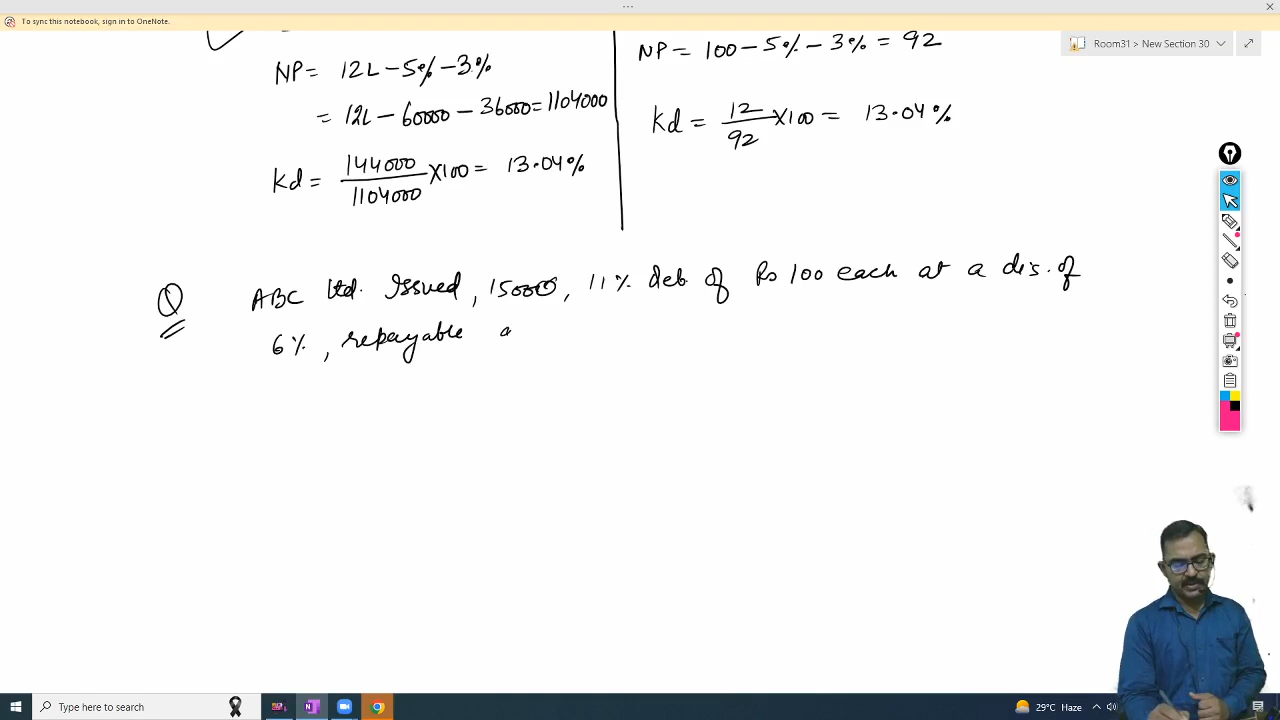 To sync this notebook, sign in to OneNote.
Room31 > New Section 30
NP = 12L - 5% - 3%
= 12L - 60000 - 36000 = 1104000
Kd = 144000/1104000 X100 = 13.04%
NP = 100 - 5% - 3% = 92
Kd = 12/92 X100 = 13.04%
Q ABC Ltd. Issued, 15000, 11% deb of Rs 100 each at a dis. of
6%, repayable a
Type here to search
29°C Haze